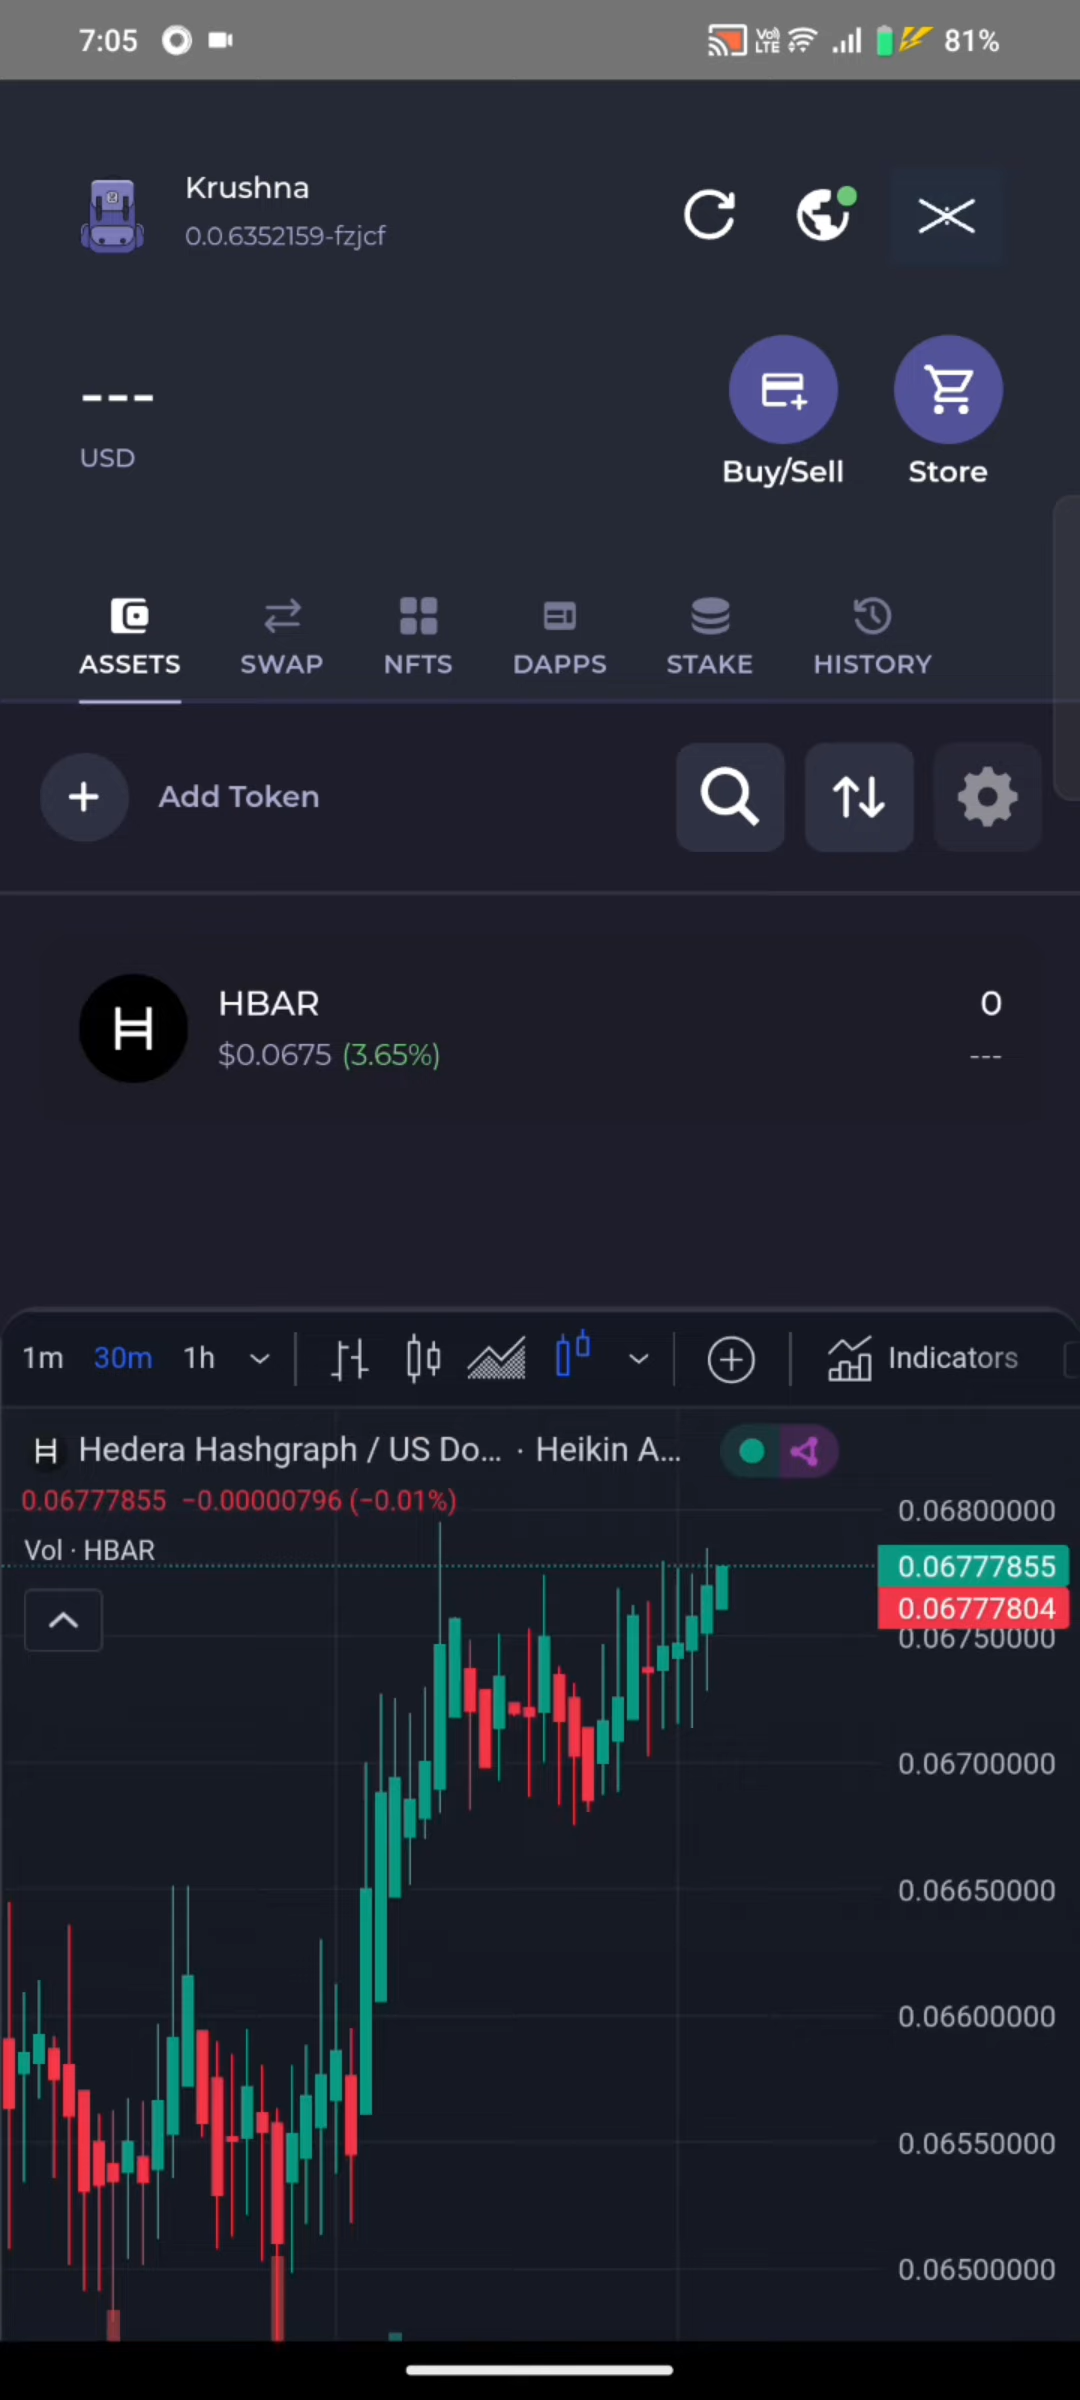 7:05
Vo) LTE
81%
Krushna
0.0.6352159-fzjcf
---
USD
Buy/Sell
Store
ASSETS
SWAP
NFTS
DAPPS
STAKE
HISTORY
Add Token
HBAR
0
$0.0675 (3.65%)
---
1m
30m
1h
Indicators
Hedera Hashgraph / US Do... · Heikin A...
0.06777855 −0.00000796 (−0.01%)
Vol · HBAR
0.06800000
0.06777855
0.06777804
0.06750000
0.06700000
0.06650000
0.06600000
0.06550000
0.06500000